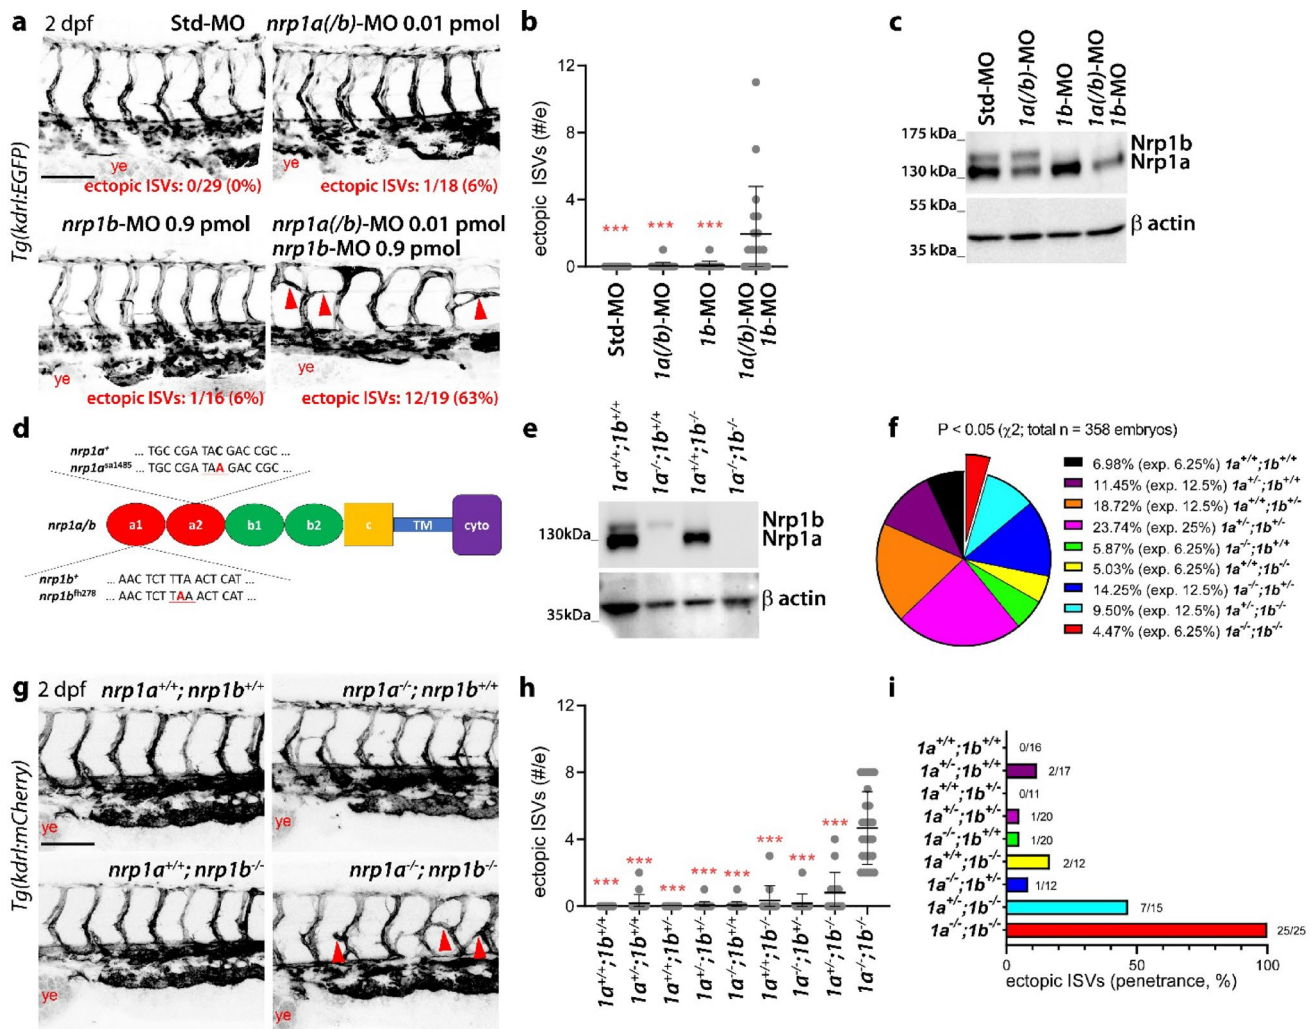 a
2 dpf
Std-MO
nrp1a(/b)-MO 0.01 pmol
Tg(kdrl:EGFP)
ye
ectopic ISVs: 0/29 (0%)
ye
ectopic ISVs: 1/18 (6%)
nrp1b-MO 0.9 pmol
nrp1a(/b)-MO 0.01 pmol
nrp1b-MO 0.9 pmol
ye
ectopic ISVs: 1/16 (6%)
ye
ectopic ISVs: 12/19 (63%)
b
ectopic ISVs (#/e)
12
8
4
0
*** *** ***
Std-MO
1a(/b)-MO
1b-MO
1a(/b)-MO
1b-MO
c
Std-MO
1a(/b)-MO
1b-MO
1a(/b)-MO
1b-MO
175 kDa_
130 kDa_
55 kDa_
35 kDa_
Nrp1b
Nrp1a
β actin
d
nrp1a⁺ ... TGC CGA TAC GAC CGC ...
nrp1aˢᵃ¹⁴⁸⁵ ... TGC CGA TAA GAC CGC ...
nrp1a/b
a1 a2 b1 b2 c TM cyto
nrp1b⁺ ... AAC TCT TTA ACT CAT ...
nrp1bᶠʰ²⁷⁸ ... AAC TCT TAA ACT CAT ...
e
1a⁺/⁺;1b⁺/⁺
1a⁻/⁻;1b⁺/⁺
1a⁺/⁺;1b⁻/⁻
1a⁻/⁻;1b⁻/⁻
130kDa_
35kDa_
Nrp1b
Nrp1a
β actin
f
P < 0.05 (χ2; total n = 358 embryos)
6.98% (exp. 6.25%) 1a⁺/⁺;1b⁺/⁺
11.45% (exp. 12.5%) 1a⁺/⁻;1b⁺/⁺
18.72% (exp. 12.5%) 1a⁺/⁺;1b⁺/⁻
23.74% (exp. 25%) 1a⁺/⁻;1b⁺/⁻
5.87% (exp. 6.25%) 1a⁻/⁻;1b⁺/⁺
5.03% (exp. 6.25%) 1a⁺/⁺;1b⁻/⁻
14.25% (exp. 12.5%) 1a⁻/⁻;1b⁺/⁻
9.50% (exp. 12.5%) 1a⁺/⁻;1b⁻/⁻
4.47% (exp. 6.25%) 1a⁻/⁻;1b⁻/⁻
g
2 dpf
nrp1a⁺/⁺; nrp1b⁺/⁺
nrp1a⁻/⁻; nrp1b⁺/⁺
Tg(kdrl:mCherry)
ye
ye
nrp1a⁺/⁺; nrp1b⁻/⁻
nrp1a⁻/⁻; nrp1b⁻/⁻
ye
ye
h
ectopic ISVs (#/e)
12
8
4
0
*** *** *** *** *** *** *** ***
1a⁺/⁺;1b⁺/⁺
1a⁺/⁻;1b⁺/⁺
1a⁺/⁺;1b⁺/⁻
1a⁺/⁻;1b⁺/⁻
1a⁻/⁻;1b⁺/⁺
1a⁺/⁺;1b⁻/⁻
1a⁻/⁻;1b⁺/⁻
1a⁺/⁻;1b⁻/⁻
1a⁻/⁻;1b⁻/⁻
i
1a⁺/⁺;1b⁺/⁺ 0/16
1a⁺/⁻;1b⁺/⁺ 2/17
1a⁺/⁺;1b⁺/⁻ 0/11
1a⁺/⁻;1b⁺/⁻ 1/20
1a⁻/⁻;1b⁺/⁺ 1/20
1a⁺/⁺;1b⁻/⁻ 2/12
1a⁻/⁻;1b⁺/⁻ 1/12
1a⁺/⁻;1b⁻/⁻ 7/15
1a⁻/⁻;1b⁻/⁻ 25/25
0 50 100
ectopic ISVs (penetrance, %)